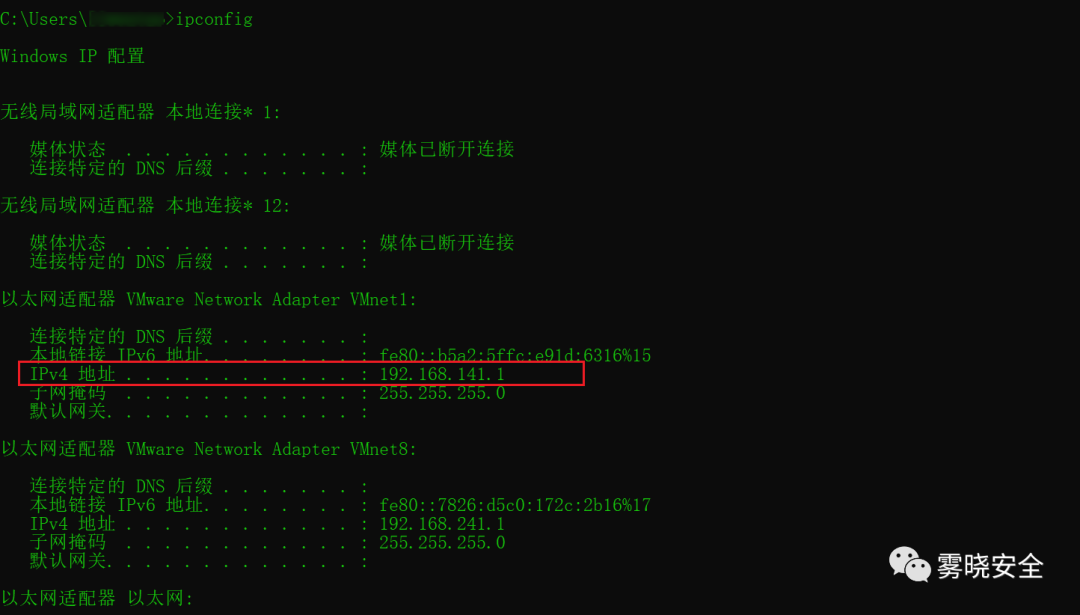 C:\Users\ >ipconfig
Windows IP 配置
无线局域网适配器 本地连接* 1:
媒体状态 . . . . . . . . . . . . : 媒体已断开连接
连接特定的 DNS 后缀 . . . . . . . :
无线局域网适配器 本地连接* 12:
媒体状态 . . . . . . . . . . . . : 媒体已断开连接
连接特定的 DNS 后缀 . . . . . . . :
以太网适配器 VMware Network Adapter VMnet1:
连接特定的 DNS 后缀 . . . . . . . :
本地链接 IPv6 地址. . . . . . . . : fe80::b5a2:5ffc:e91d:6316%15
IPv4 地址 . . . . . . . . . . . . : 192.168.141.1
子网掩码 . . . . . . . . . . . . : 255.255.255.0
默认网关. . . . . . . . . . . . . :
以太网适配器 VMware Network Adapter VMnet8:
连接特定的 DNS 后缀 . . . . . . . :
本地链接 IPv6 地址. . . . . . . . : fe80::7826:d5c0:172c:2b16%17
IPv4 地址 . . . . . . . . . . . . : 192.168.241.1
子网掩码 . . . . . . . . . . . . : 255.255.255.0
默认网关. . . . . . . . . . . . . :
以太网适配器 以太网:
雾晓安全